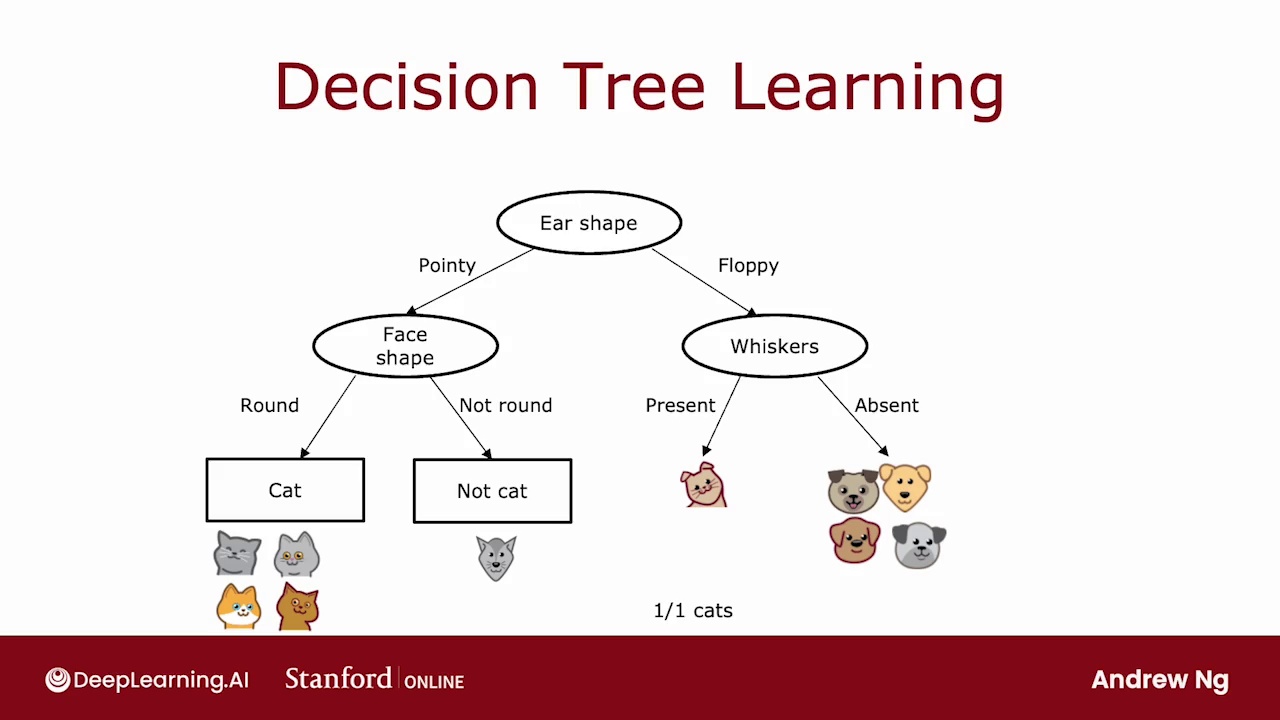 Decision Tree Learning
Ear shape
Pointy
Floppy
Face
shape
Whiskers
Round
Not round
Present
Absent
Cat
Not cat
1/1 cats
DeepLearning.AI
Stanford ONLINE
Andrew Ng